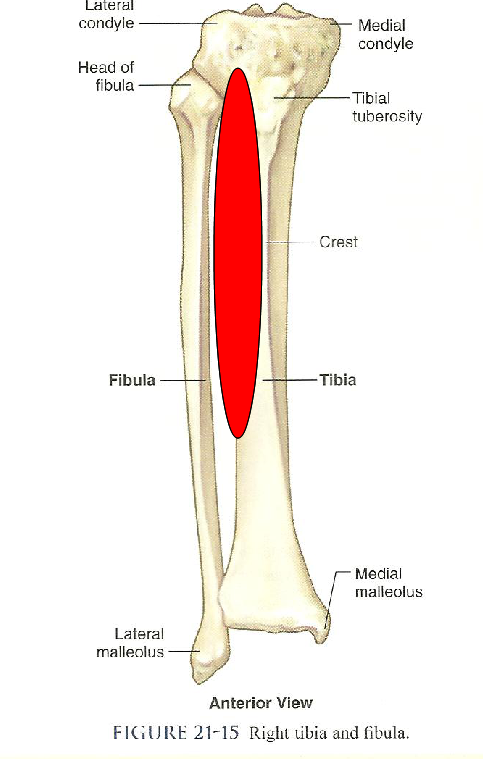 Lateral
condyle
Medial
condyle
Head of
fibula
Tibial
tuberosity
Crest
Fibula
Tibia
Medial
malleolus
Lateral
malleolus
Anterior View
FIGURE 21-15 Right tibia and fibula.